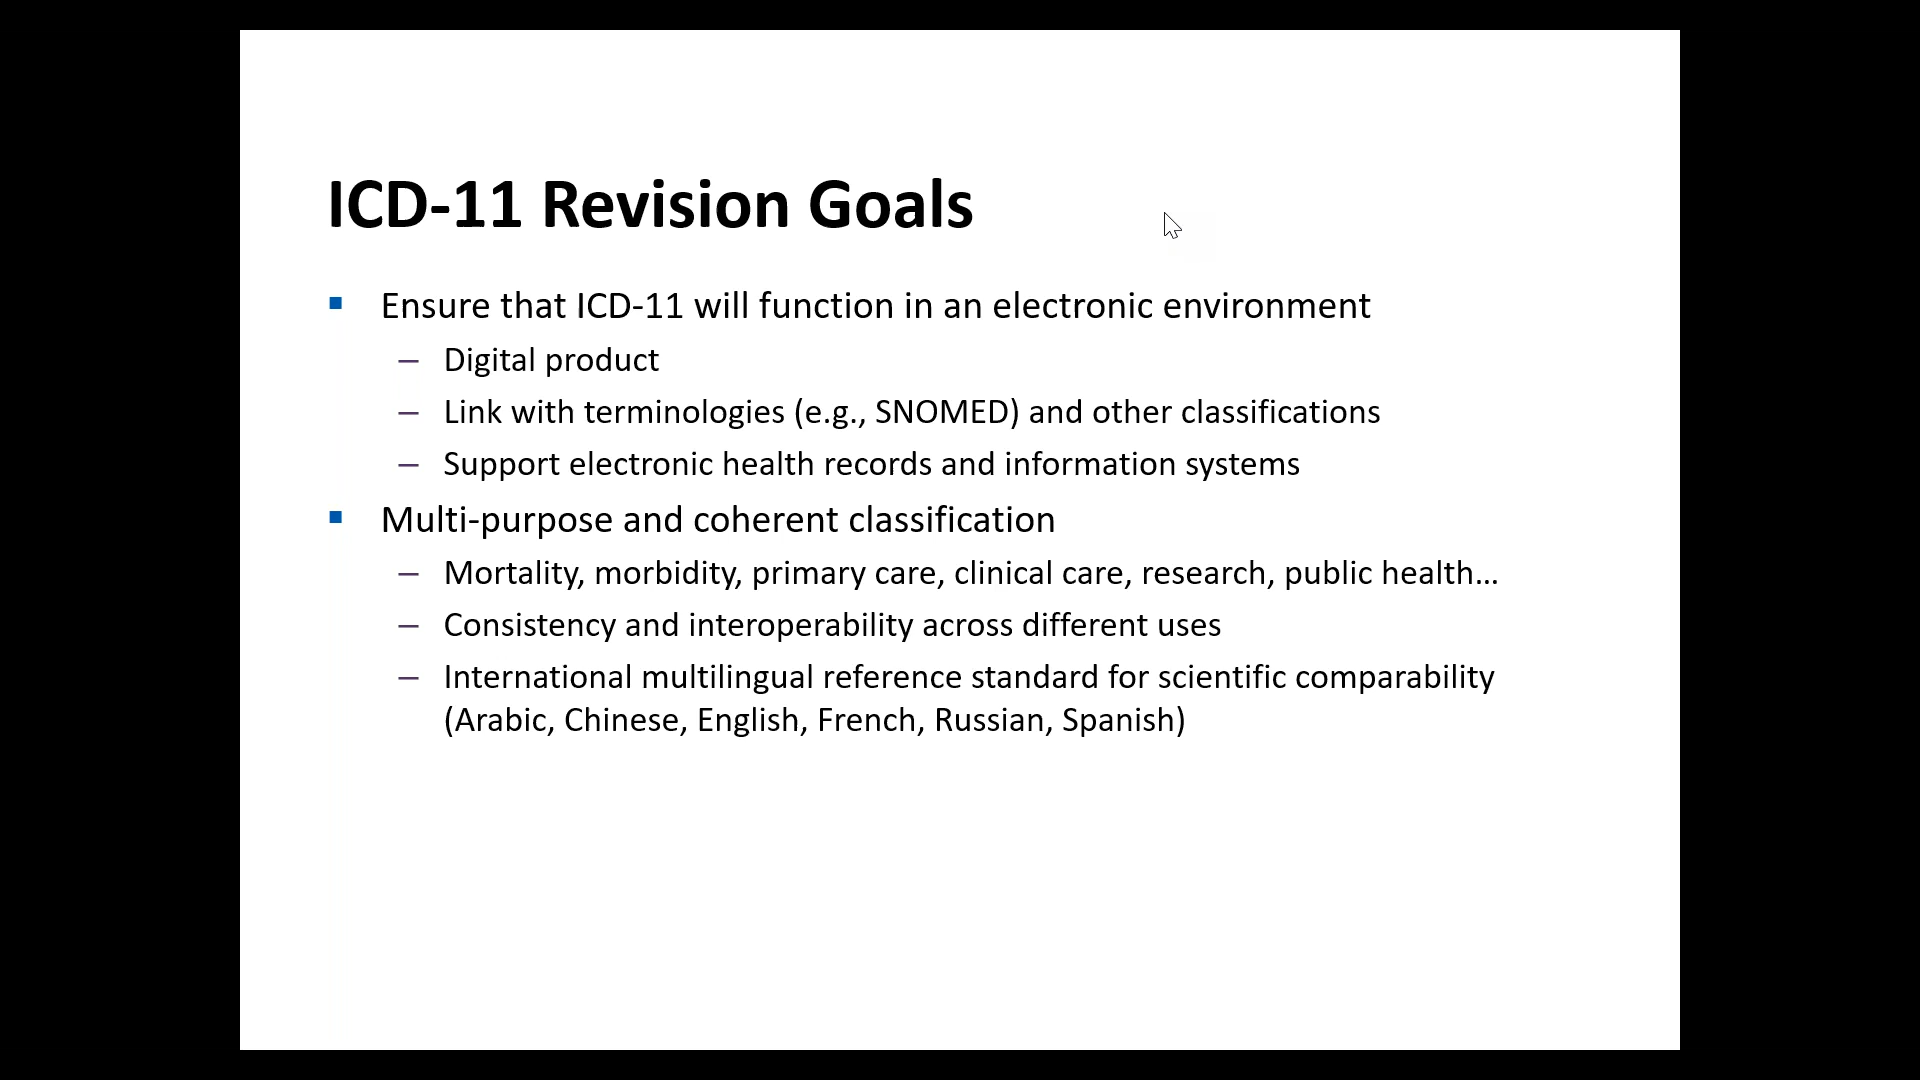 ICD-11 Revision Goals
▪ Ensure that ICD-11 will function in an electronic environment
– Digital product
– Link with terminologies (e.g., SNOMED) and other classifications
– Support electronic health records and information systems
▪ Multi-purpose and coherent classification
– Mortality, morbidity, primary care, clinical care, research, public health…
– Consistency and interoperability across different uses
– International multilingual reference standard for scientific comparability
(Arabic, Chinese, English, French, Russian, Spanish)